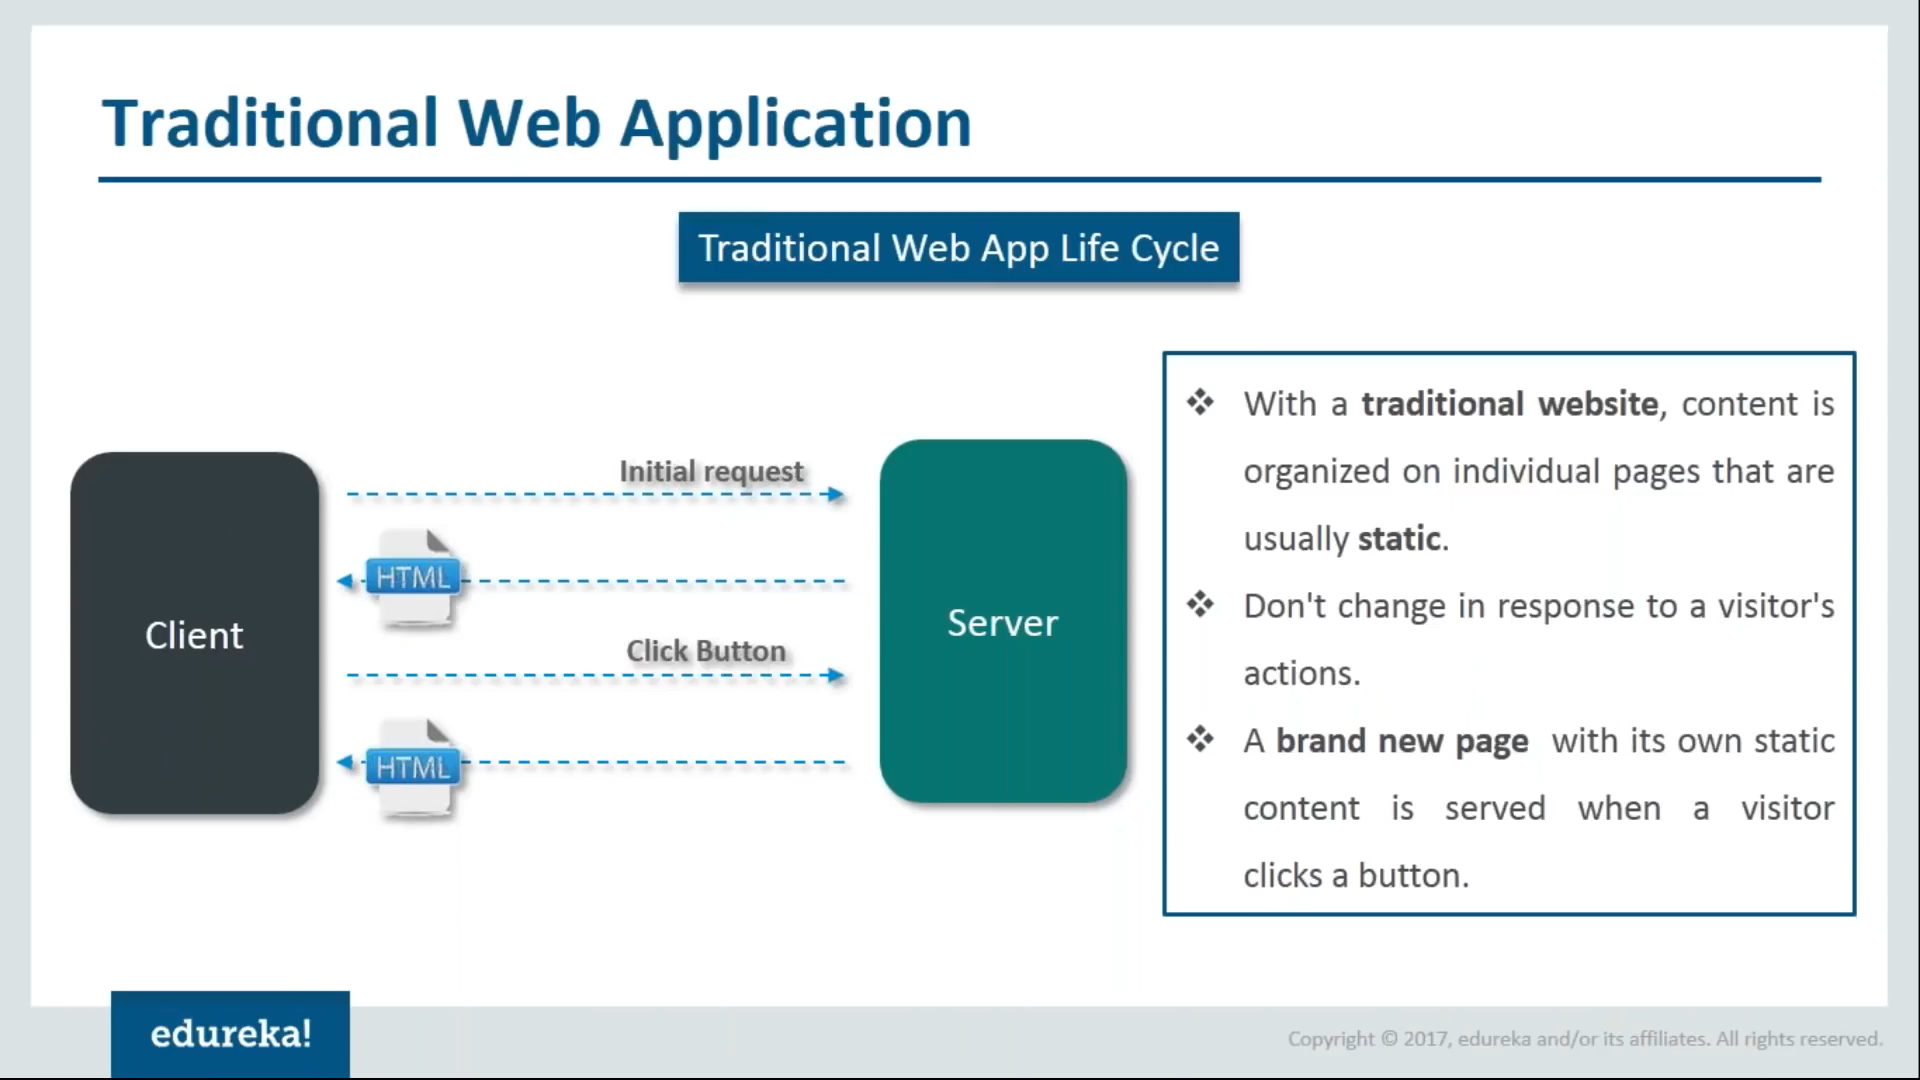 Traditional Web Application
Traditional Web App Life Cycle
Client
Initial request
HTML
Click Button
HTML
Server
❖ With a traditional website, content is
organized on individual pages that are
usually static.
❖ Don't change in response to a visitor's
actions.
❖ A brand new page with its own static
content is served when a visitor
clicks a button.
edureka!
Copyright © 2017, edureka and/or its affiliates. All rights reserved.